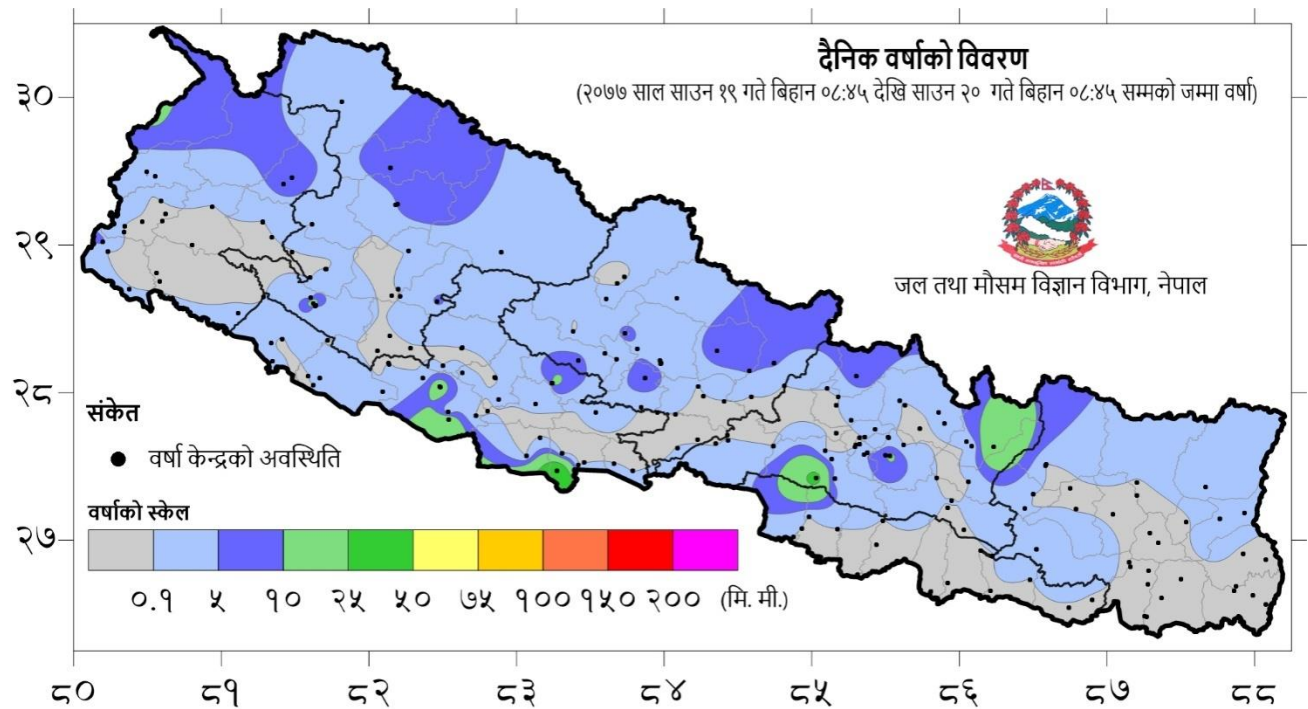 दैनिक वर्षाको विवरण
(२०७७ साल साउन १९ गते बिहान ०८:४५ देखि साउन २० गते बिहान ०८:४५ सम्मको जम्मा वर्षा)
३०
२९
जल तथा मौसम विज्ञान विभाग, नेपाल
२८
संकेत
वर्षा केन्द्रको अवस्थिति
वर्षाको स्केल
२७
०.१ ५ १० २५ ५० ७५ १०० १५० २०० (मि. मी.)
८० ८१ ८२ ८३ ८४ ८५ ८६ ८७ ८८